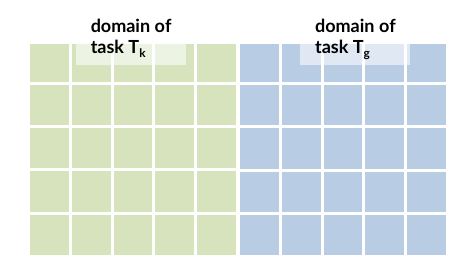 domain of
task Tk
domain of
task Tg